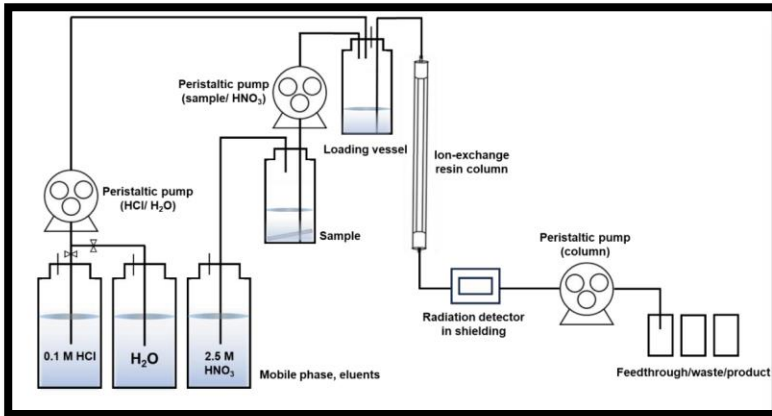 Peristaltic pump
(sample/ HNO₃)
Loading vessel
Ion-exchange
resin column
Peristaltic pump
(HCl/ H₂O)
Sample
Peristaltic pump
(column)
Radiation detector
in shielding
0.1 M HCl
H₂O
2.5 M
HNO₃
Mobile phase, eluents
Feedthrough/waste/product